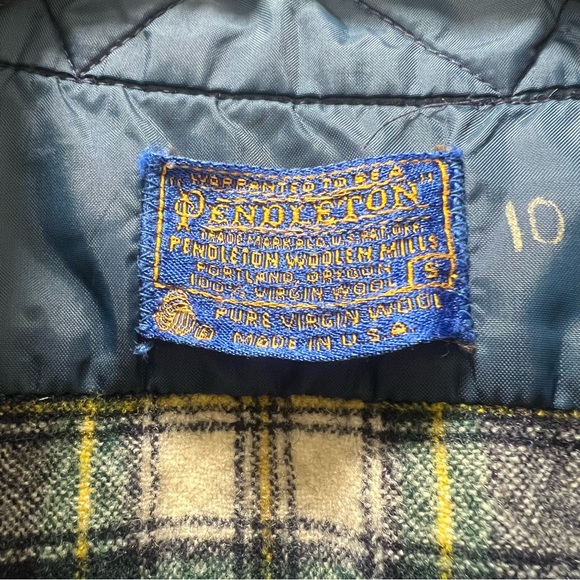 "WARRANTED TO BE A
PENDLETON"
TRADE MARK REG. U.S. PAT. OFF.
PENDLETON WOOLEN MILLS
PORTLAND, OREGON
100% VIRGIN WOOL
S
PURE VIRGIN WOOL
MADE IN U.S.A.
10